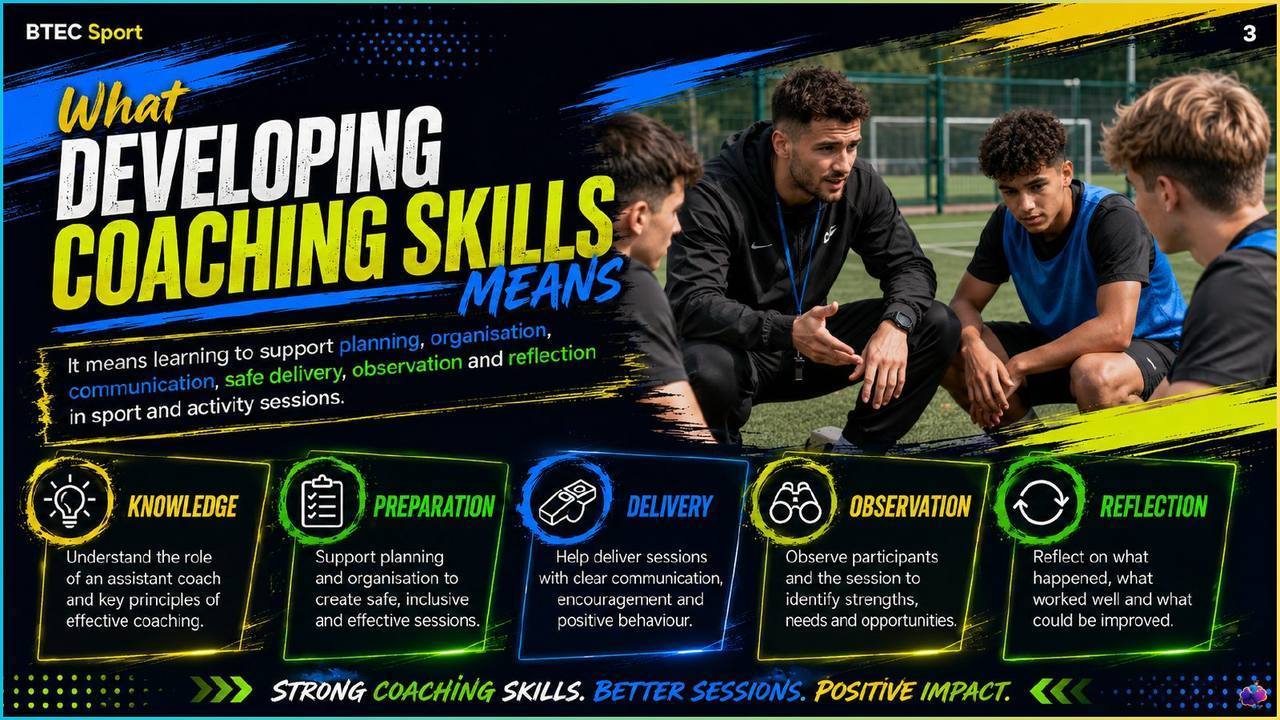 BTEC Sport
3
What
DEVELOPING
COACHING SKILLS
MEANS
It means learning to support planning, organisation,
communication, safe delivery, observation and reflection
in sport and activity sessions.
KNOWLEDGE
Understand the role
of an assistant coach
and key principles of
effective coaching.
PREPARATION
Support planning
and organisation to
create safe, inclusive
and effective sessions.
DELIVERY
Help deliver sessions
with clear communication,
encouragement and
positive behaviour.
OBSERVATION
Observe participants
and the session to
identify strengths,
needs and opportunities.
REFLECTION
Reflect on what
happened, what
worked well and what
could be improved.
STRONG COACHING SKILLS. BETTER SESSIONS. POSITIVE IMPACT.